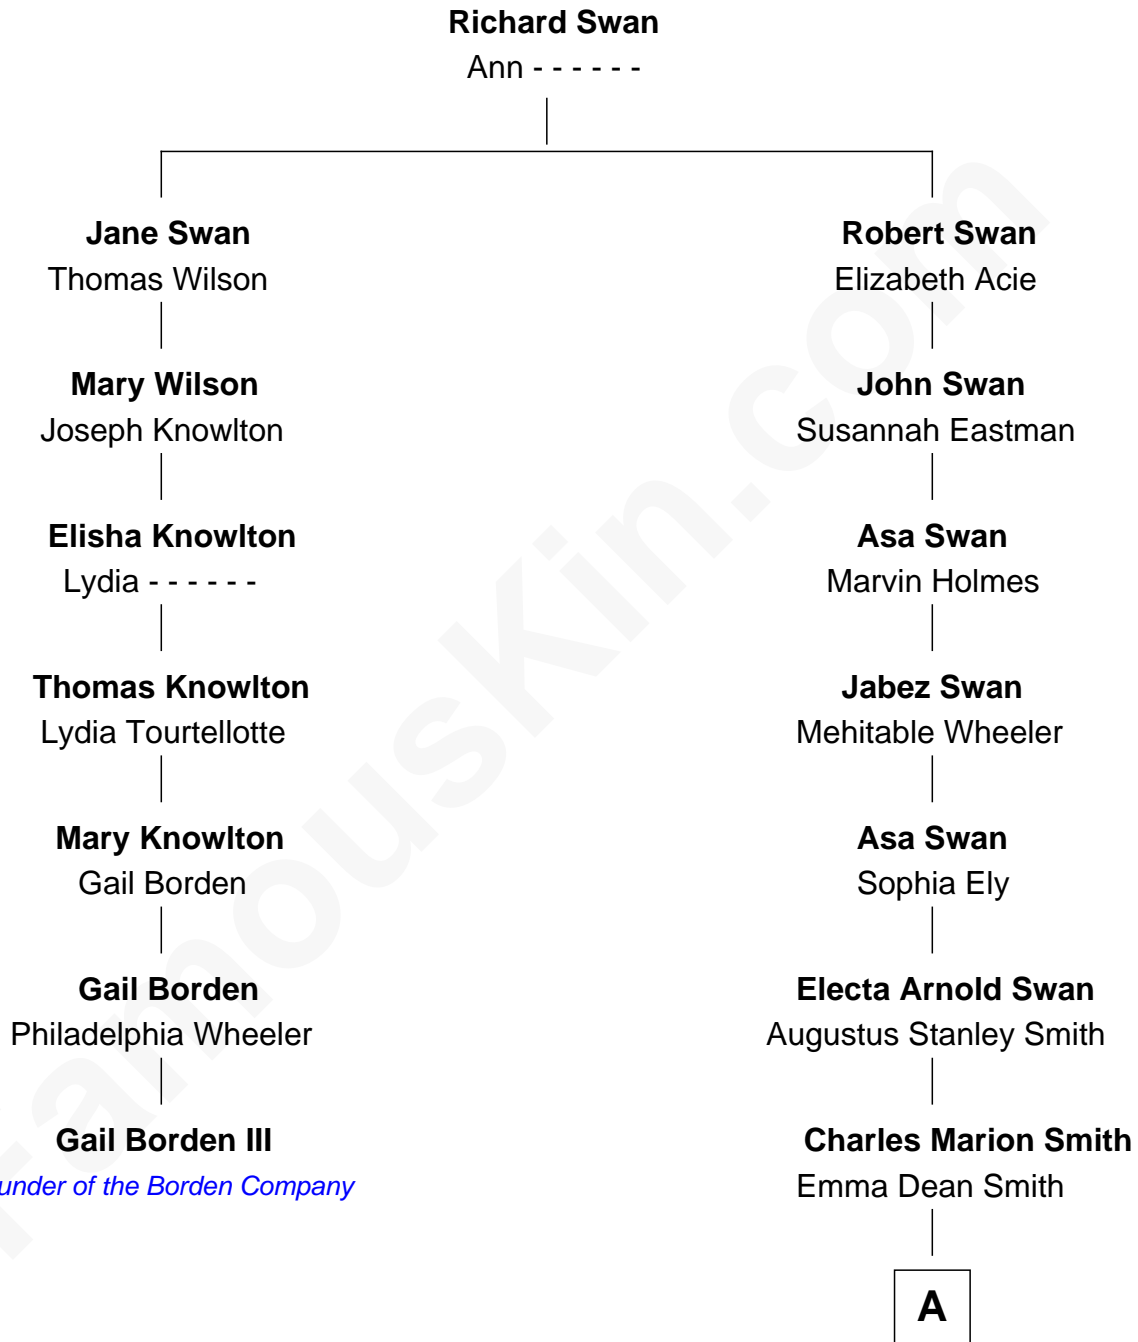 Richard Swan
Ann - - - - - -
Jane Swan
Thomas Wilson
Mary Wilson
Joseph Knowlton
Elisha Knowlton
Lydia - - - - - -
Thomas Knowlton
Lydia Tourtellotte
Mary Knowlton
Gail Borden
Gail Borden
Philadelphia Wheeler
Gail Borden III
under of the Borden Company
Robert Swan
Elizabeth Acie
John Swan
Susannah Eastman
Asa Swan
Marvin Holmes
Jabez Swan
Mehitable Wheeler
Asa Swan
Sophia Ely
Electa Arnold Swan
Augustus Stanley Smith
Charles Marion Smith
Emma Dean Smith
A
FamousKin.com